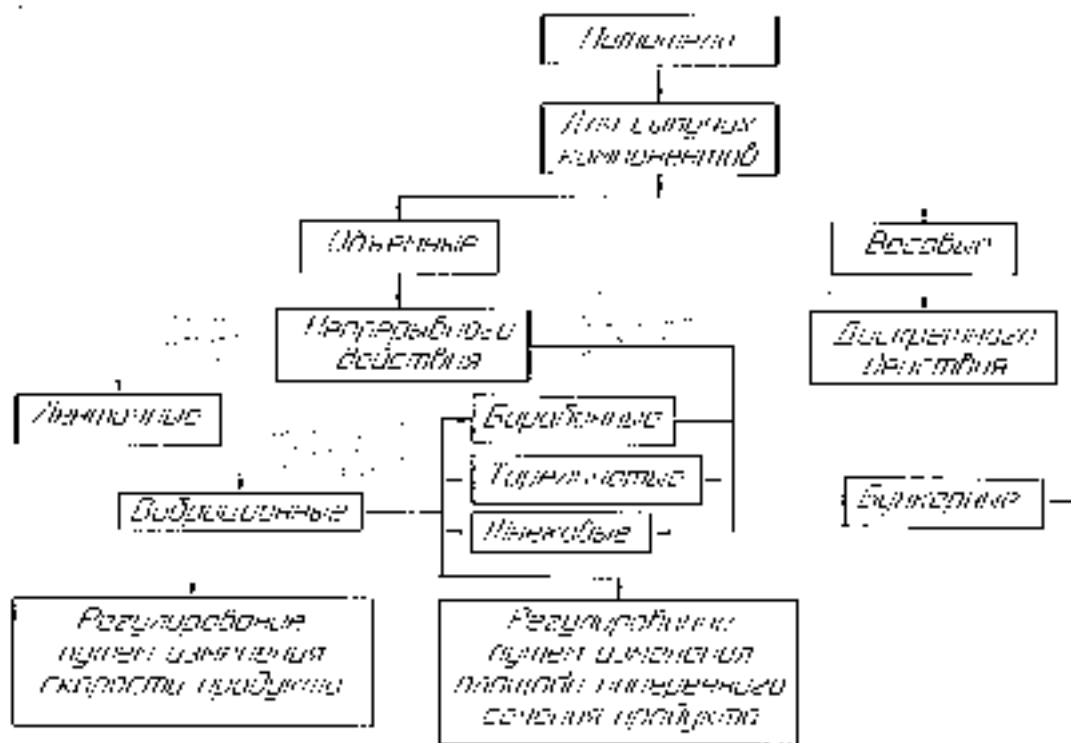 Для сыпучих
компонентов
Объемные
Весовые
Непрерывного
действия
Дискретного
действия
Ленточные
Барабанные
Тарельчатые
Вибрационные
Бункерные
Шнековые
Регулирование
путем изменения
скорости продукта
Регулирование
путем изменения
площади поперечного
сечения продукта